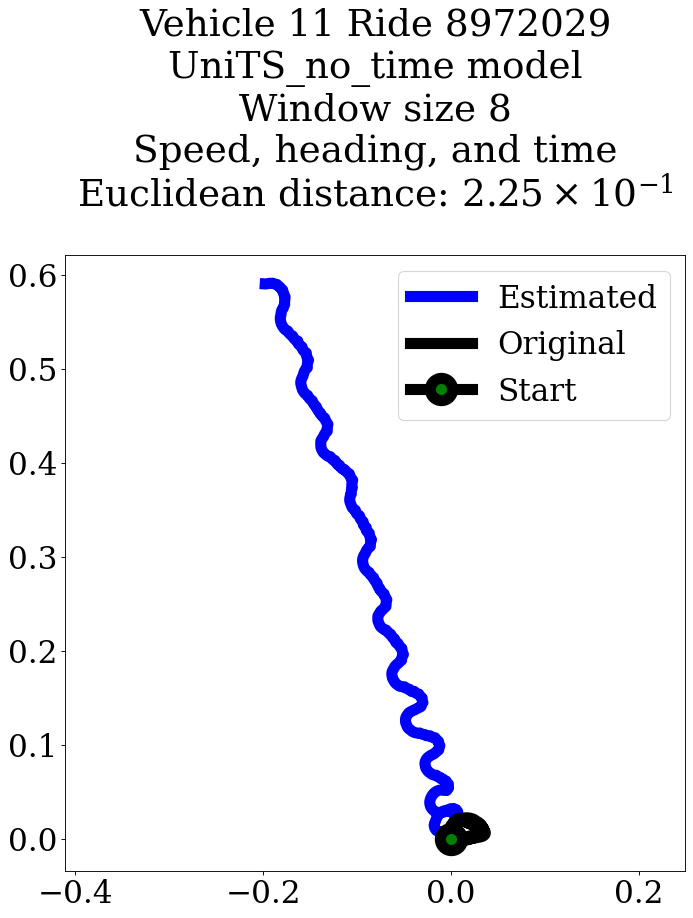 Vehicle 11 Ride 8972029
UniTS_no_time model
Window size 8
Speed, heading, and time
Euclidean distance: $2.25 \times 10^{-1}$
Estimated
Original
Start
0.6
0.5
0.4
0.3
0.2
0.1
0.0
−0.4 −0.2 0.0 0.2